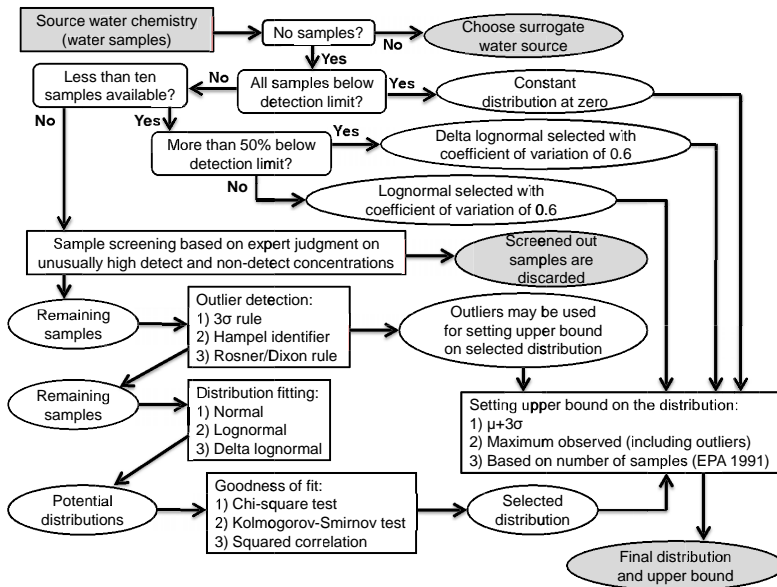 Source water chemistry
(water samples)
No samples?
No
Choose surrogate
water source
Yes
Less than ten
samples available?
No
All samples below
detection limit?
Yes
Constant
distribution at zero
No
Yes
More than 50% below
detection limit?
Yes
Delta lognormal selected with
coefficient of variation of 0.6
No
Lognormal selected with
coefficient of variation of 0.6
Sample screening based on expert judgment on
unusually high detect and non-detect concentrations
Screened out
samples are
discarded
Remaining
samples
Outlier detection:
1) 3σ rule
2) Hampel identifier
3) Rosner/Dixon rule
Outliers may be used
for setting upper bound
on selected distribution
Remaining
samples
Distribution fitting:
1) Normal
2) Lognormal
3) Delta lognormal
Setting upper bound on the distribution:
1) μ+3σ
2) Maximum observed (including outliers)
3) Based on number of samples (EPA 1991)
Potential
distributions
Goodness of fit:
1) Chi-square test
2) Kolmogorov-Smirnov test
3) Squared correlation
Selected
distribution
Final distribution
and upper bound